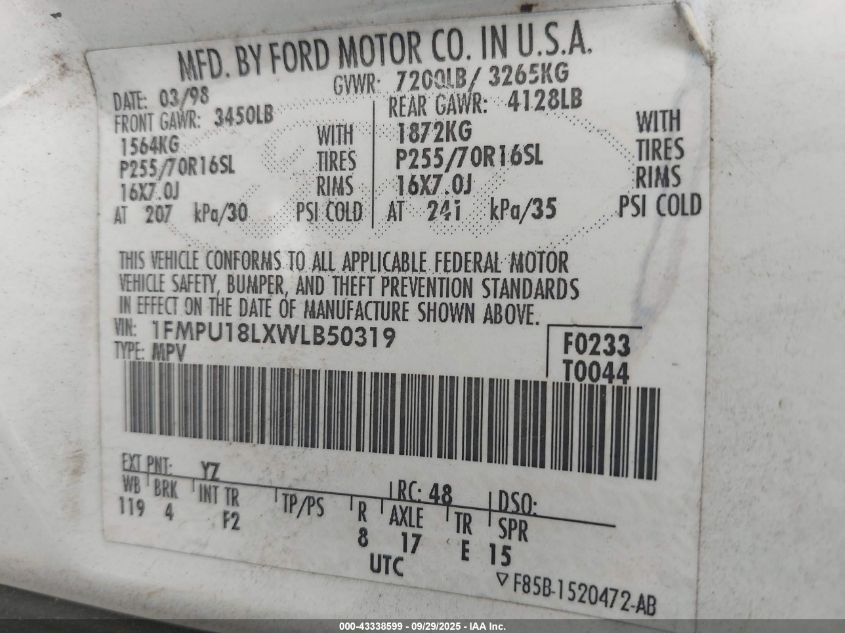 MFD. BY FORD MOTOR CO. IN U.S.A.
DATE: 03/98 GVWR: 7200LB/ 3265KG
FRONT GAWR: 3450LB REAR GAWR: 4128LB
1564KG WITH 1872KG WITH
P255/70R16SL TIRES P255/70R16SL TIRES
16X7.0J RIMS 16X7.0J RIMS
AT 207 kPa/30 PSI COLD AT 241 kPa/35 PSI COLD
THIS VEHICLE CONFORMS TO ALL APPLICABLE FEDERAL MOTOR
VEHICLE SAFETY, BUMPER, AND THEFT PREVENTION STANDARDS
IN EFFECT ON THE DATE OF MANUFACTURE SHOWN ABOVE.
VIN: 1FMPU18LXWLB50319
TYPE: MPV
F0233
T0044
EXT PNT: YZ RC: 48 DSO:
WB BRK INT TR TP/PS R AXLE TR SPR
119 4 F2 8 17 E 15
UTC
F85B-1520472-AB
000-43338599 - 09/29/2025 - IAA Inc.